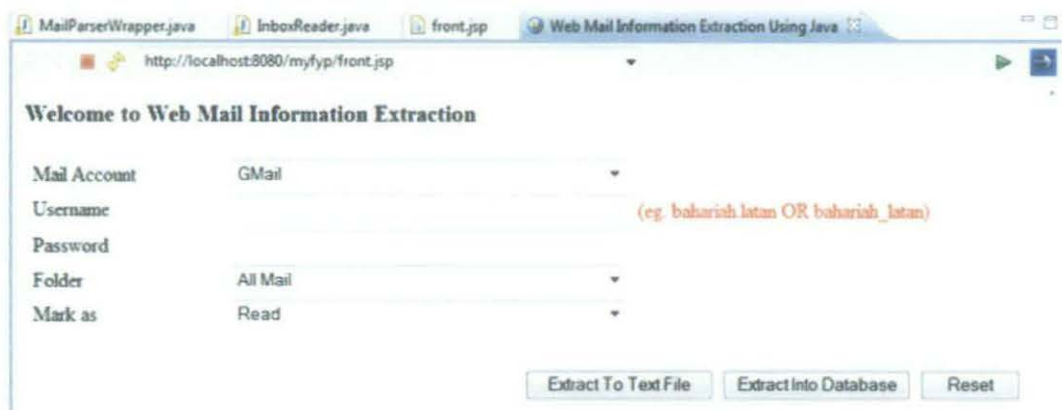 MailParserWrapper.java InboxReader.java front.jsp Web Mail Information Extraction Using Java
http://localhost:8080/myfyp/front.jsp
Welcome to Web Mail Information Extraction
Mail Account GMail
Username (eg. bahariah.latan OR bahariah_latan)
Password
Folder All Mail
Mark as Read
Extract To Text File Extract Into Database Reset